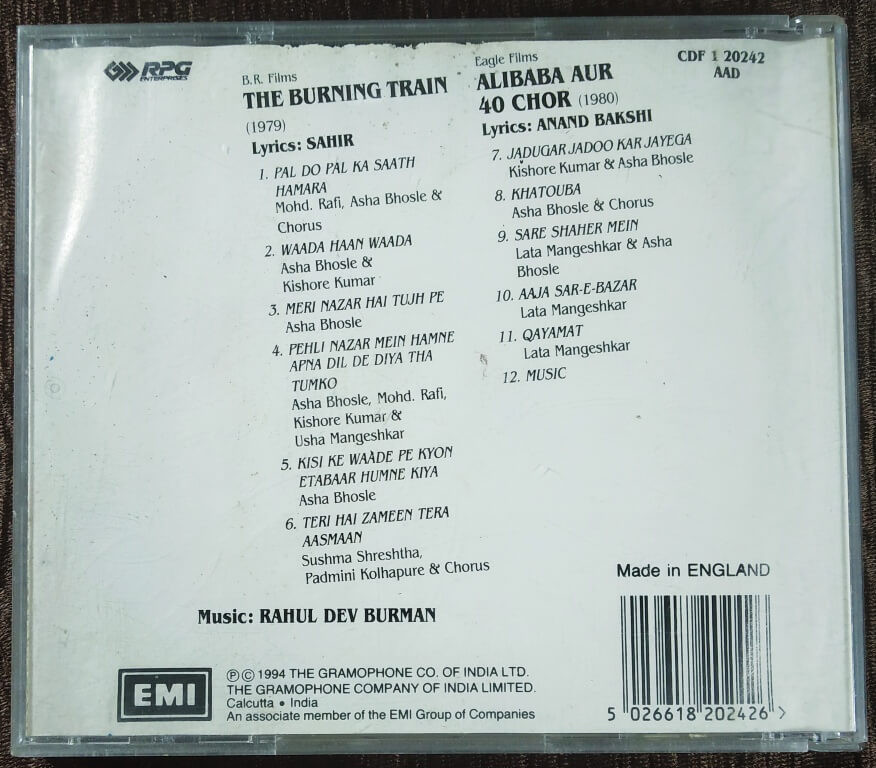 RPG
ENTERPRISES
B.R. Films
THE BURNING TRAIN
(1979)
Lyrics: SAHIR
1. PAL DO PAL KA SAATH
HAMARA
Mohd. Rafi, Asha Bhosle &
Chorus
2. WAADA HAAN WAADA
Asha Bhosle &
Kishore Kumar
3. MERI NAZAR HAI TUJH PE
Asha Bhosle
4. PEHLI NAZAR MEIN HAMNE
APNA DIL DE DIYA THA
TUMKO
Asha Bhosle, Mohd. Rafi,
Kishore Kumar &
Usha Mangeshkar
5. KISI KE WAADE PE KYON
ETABAAR HUMNE KIYA
Asha Bhosle
6. TERI HAI ZAMEEN TERA
AASMAAN
Sushma Shreshtha,
Padmini Kolhapure & Chorus
Eagle Films
ALIBABA AUR
40 CHOR (1980)
Lyrics: ANAND BAKSHI
7. JADUGAR JADOO KAR JAYEGA
Kishore Kumar & Asha Bhosle
8. KHATOUBA
Asha Bhosle & Chorus
9. SARE SHAHER MEIN
Lata Mangeshkar & Asha
Bhosle
10. AAJA SAR-E-BAZAR
Lata Mangeshkar
11. QAYAMAT
Lata Mangeshkar
12. MUSIC
CDF 1 20242
AAD
Music: RAHUL DEV BURMAN
Made in ENGLAND
EMI
℗ © 1994 THE GRAMOPHONE CO. OF INDIA LTD.
THE GRAMOPHONE COMPANY OF INDIA LIMITED.
Calcutta • India
An associate member of the EMI Group of Companies
5 026618 202426 >